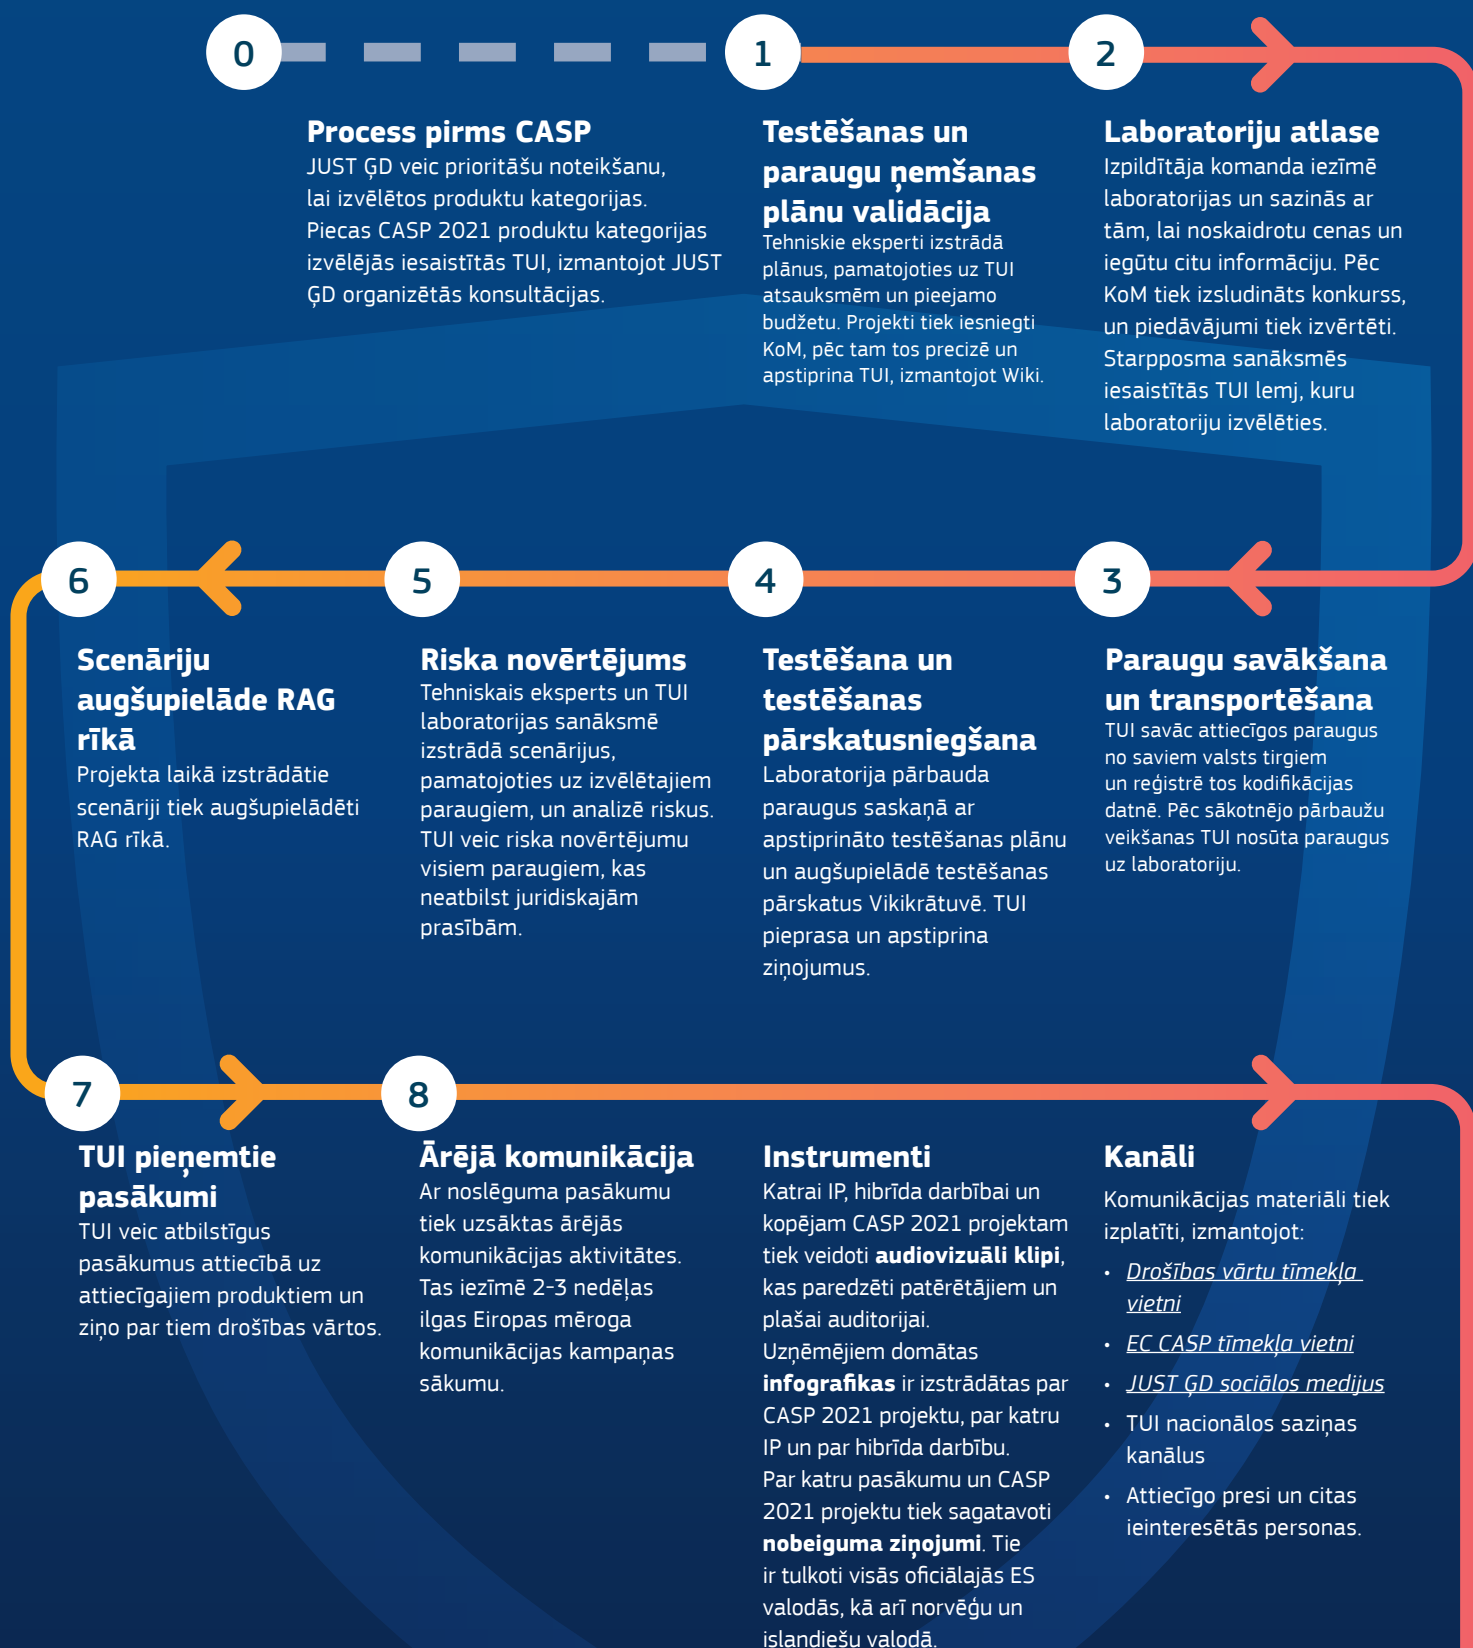 0
Process pirms CASP
JUST ĢD veic prioritāšu noteikšanu,
lai izvēlētos produktu kategorijas.
Piecas CASP 2021 produktu kategorijas
izvēlējās iesaistītās TUI, izmantojot JUST
ĢD organizētās konsultācijas.
1
Testēšanas un
paraugu ņemšanas
plānu validācija
Tehniskie eksperti izstrādā
plānus, pamatojoties uz TUI
atsauksmēm un pieejamo
budžetu. Projekti tiek iesniegti
KoM, pēc tam tos precizē un
apstiprina TUI, izmantojot Wiki.
2
Laboratoriju atlase
Izpildītāja komanda iezīmē
laboratorijas un sazinās ar
tām, lai noskaidrotu cenas un
iegūtu citu informāciju. Pēc
KoM tiek izsludināts konkurss,
un piedāvājumi tiek izvērtēti.
Starpposma sanāksmēs
iesaistītās TUI lemj, kuru
laboratoriju izvēlēties.
3
Paraugu savākšana
un transportēšana
TUI savāc attiecīgos paraugus
no saviem valsts tirgiem
un reģistrē tos kodifikācijas
datnē. Pēc sākotnējo pārbaužu
veikšanas TUI nosūta paraugus
uz laboratoriju.
4
Testēšana un
testēšanas
pārskatusniegšana
Laboratorija pārbauda
paraugus saskaņā ar
apstiprināto testēšanas plānu
un augšupielādē testēšanas
pārskatus Vikikrātuvē. TUI
pieprasa un apstiprina
ziņojumus.
5
Riska novērtējums
Tehniskais eksperts un TUI
laboratorijas sanāksmē
izstrādā scenārijus,
pamatojoties uz izvēlētajiem
paraugiem, un analizē riskus.
TUI veic riska novērtējumu
visiem paraugiem, kas
neatbilst juridiskajām
prasībām.
6
Scenāriju
augšupielāde RAG
rīkā
Projekta laikā izstrādātie
scenāriji tiek augšupielādēti
RAG rīkā.
7
TUI pieņemtie
pasākumi
TUI veic atbilstīgus
pasākumus attiecībā uz
attiecīgajiem produktiem un
ziņo par tiem drošības vārtos.
8
Ārējā komunikācija
Ar noslēguma pasākumu
tiek uzsāktas ārējās
komunikācijas aktivitātes.
Tas iezīmē 2-3 nedēļas
ilgas Eiropas mēroga
komunikācijas kampaņas
sākumu.
Instrumenti
Katrai IP, hibrīda darbībai un
kopējam CASP 2021 projektam
tiek veidoti audiovizuāli klipi,
kas paredzēti patērētājiem un
plašai auditorijai.
Uzņēmējiem domātas
infografikas ir izstrādātas par
CASP 2021 projektu, par katru
IP un par hibrīda darbību.
Par katru pasākumu un CASP
2021 projektu tiek sagatavoti
nobeiguma ziņojumi. Tie
ir tulkoti visās oficiālajās ES
valodās, kā arī norvēģu un
islandiešu valodā.
Kanāli
Komunikācijas materiāli tiek
izplatīti, izmantojot:
• Drošības vārtu tīmekļa
vietni
• EC CASP tīmekļa vietni
• JUST ĢD sociālos medijus
• TUI nacionālos saziņas
kanālus
• Attiecīgo presi un citas
ieinteresētās personas.